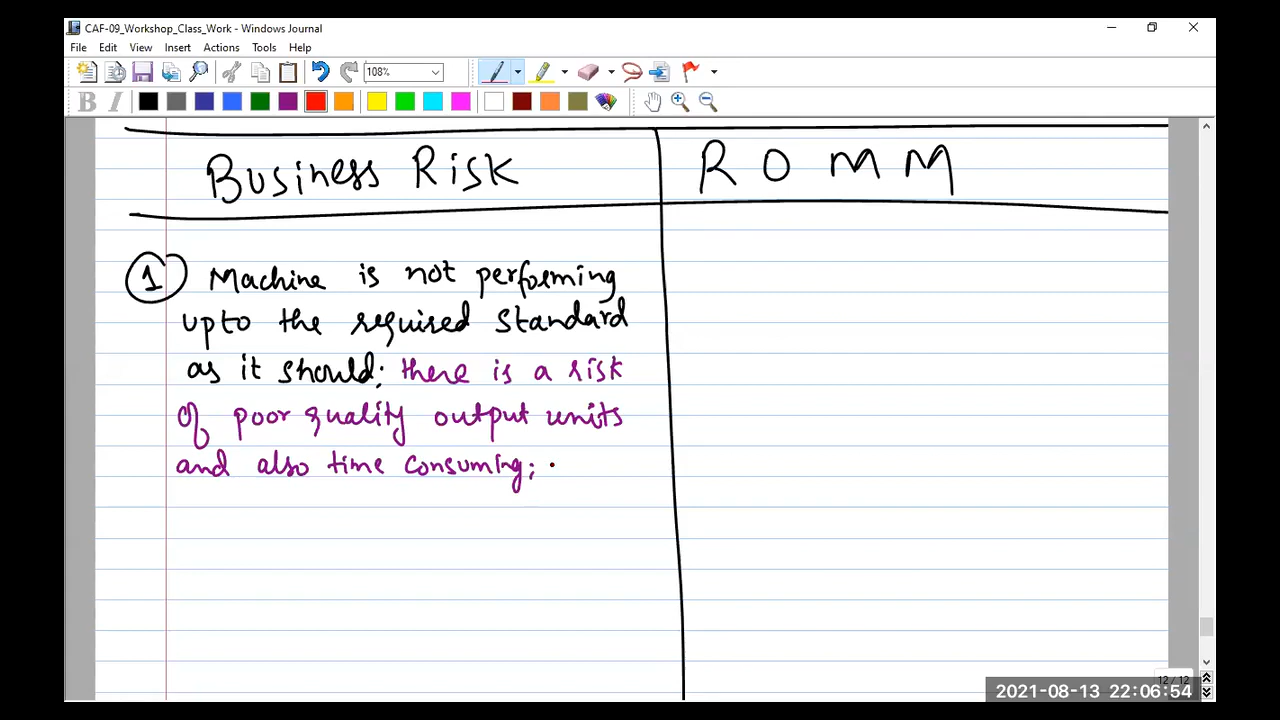 CAF-09_Workshop_Class_Work - Windows Journal
File Edit View Insert Actions Tools Help
108%
B I
Business Risk
R O M M
1 Machine is not performing
upto the required standard
as it should; there is a risk
of poor quality output units
and also time consuming;
12 / 12
2021-08-13 22:06:54